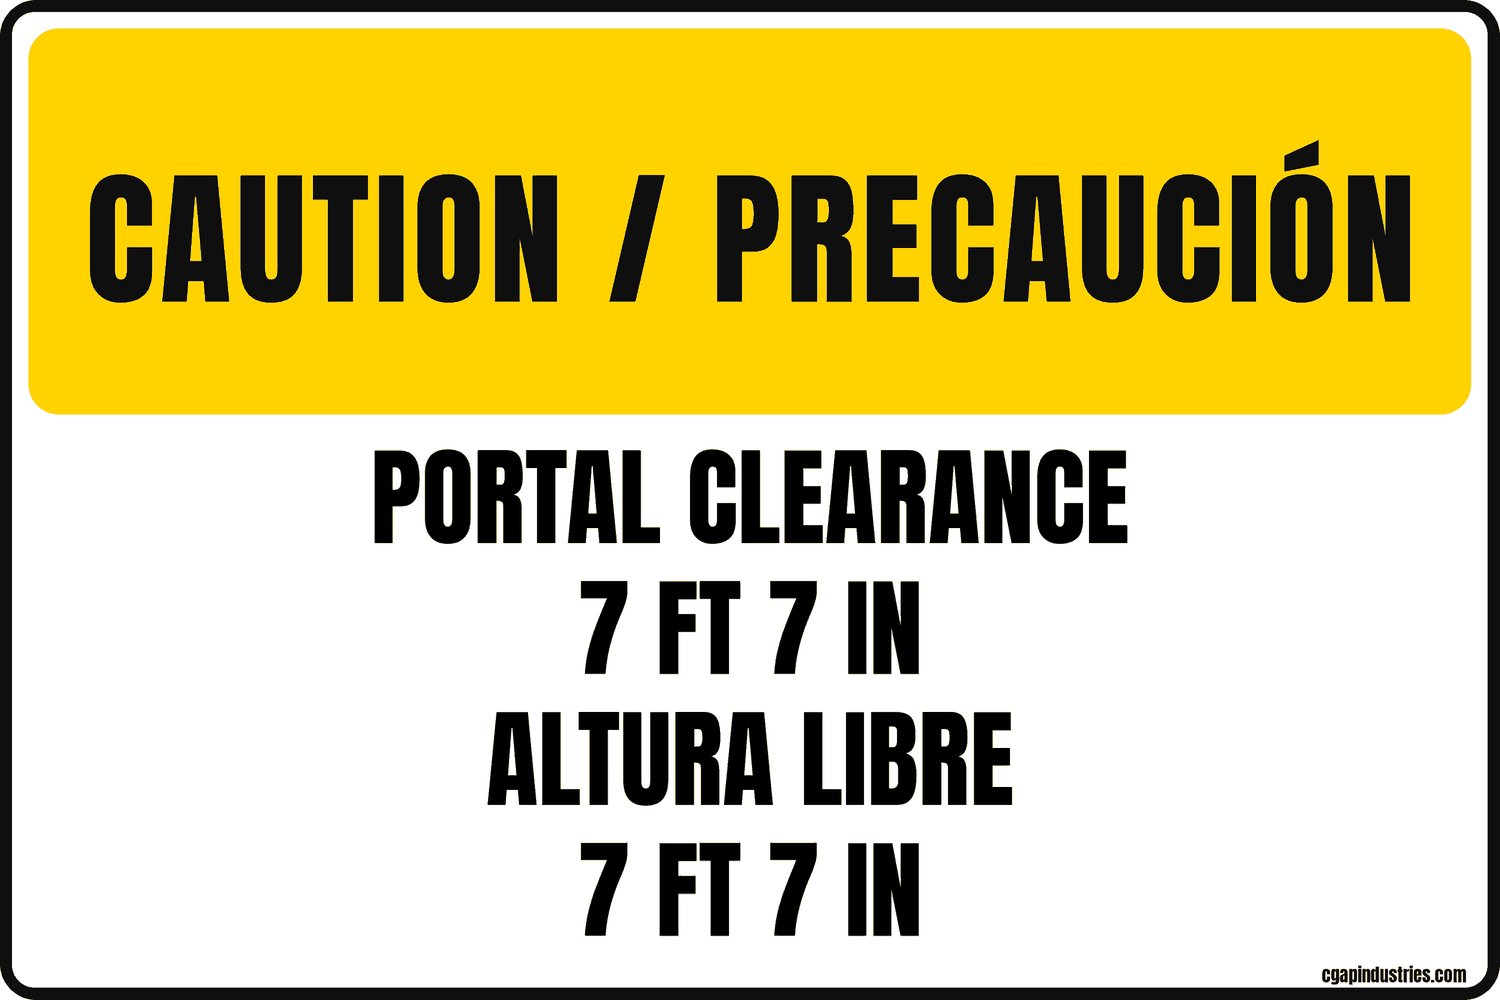 CAUTION / PRECAUCIÓN
PORTAL CLEARANCE
7 FT 7 IN
ALTURA LIBRE
7 FT 7 IN
cgapindustries.com